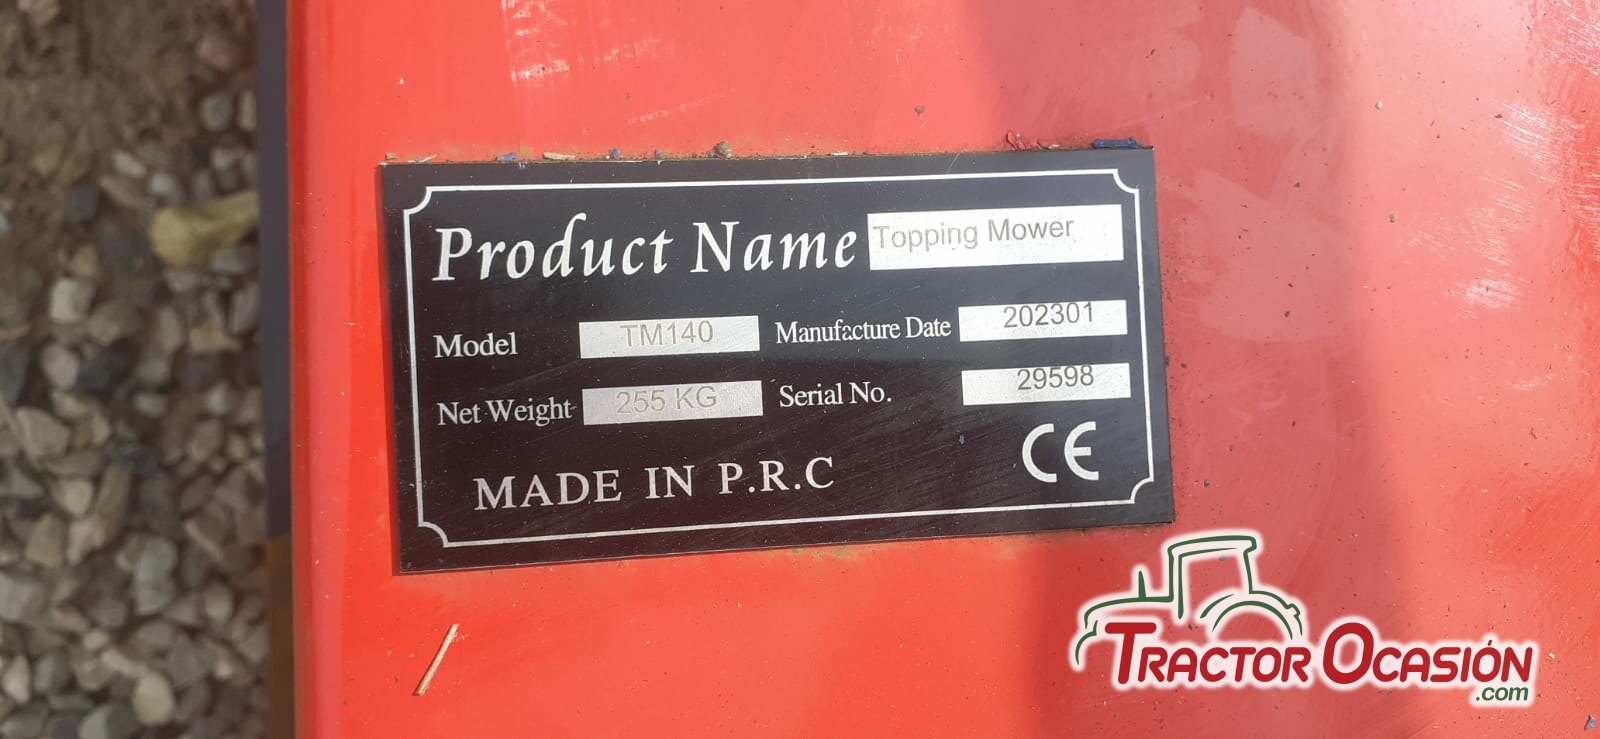 Product Name Topping Mower
Model TM140 Manufacture Date 202301
Net Weight 255 KG Serial No. 29598
MADE IN P.R.C CE
TRACTOR OCASIÓN
.com